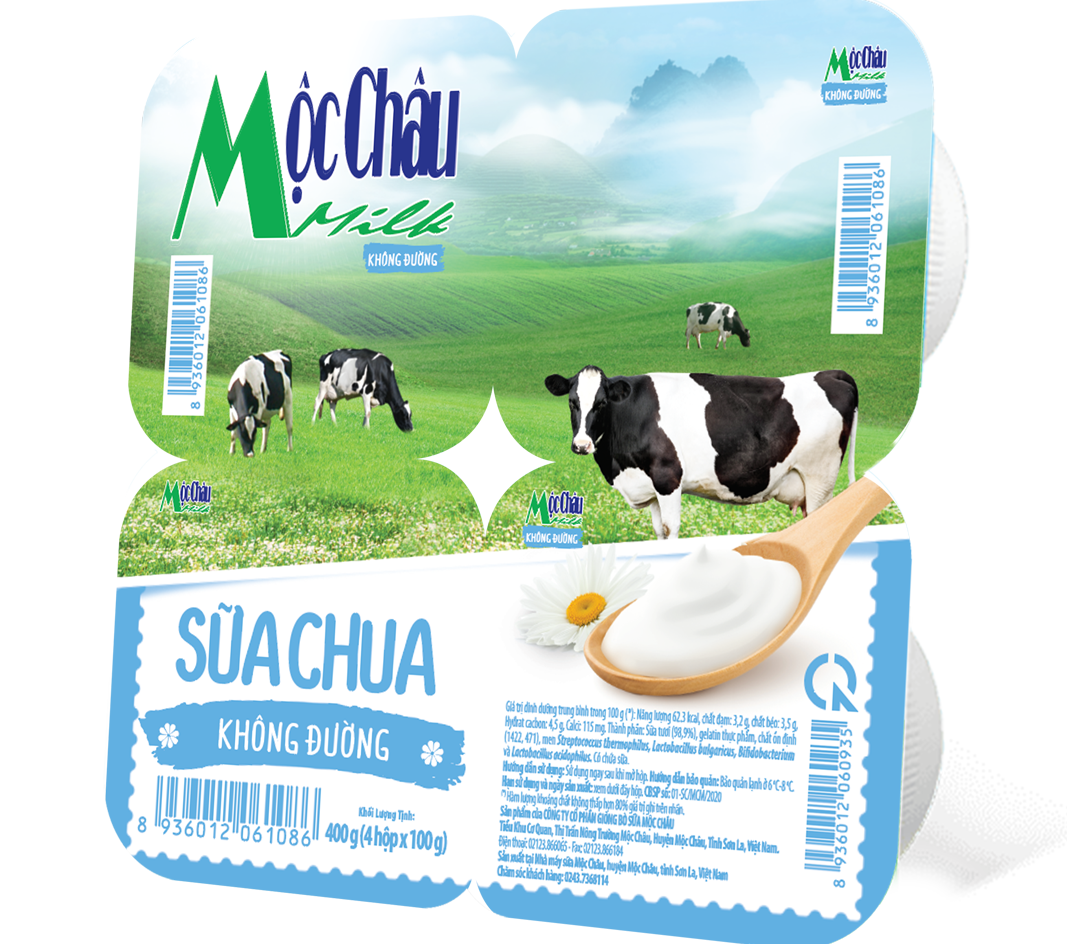 Mộc Châu
Milk
KHÔNG ĐƯỜNG
8 936012 061086
Mộc Châu
Milk
KHÔNG ĐƯỜNG
8 936012 061086
Mộc Châu
Milk
Mộc Châu
Milk
KHÔNG ĐƯỜNG
SỮA CHUA
KHÔNG ĐƯỜNG
8 936012 061086
Khối Lượng Tịnh:
400 g (4 hộp x 100 g)
Giá trị dinh dưỡng trung bình trong 100 g (*): Năng lượng 62.3 kcal, chất đạm: 3,2 g, chất béo: 3,5 g,
Hydrat cacbon: 4,5 g, Calci: 115 mg. Thành phần: Sữa tươi (98,9%), gelatin thực phẩm, chất ổn định
(1422, 471), men Streptococcus thermophilus, Lactobacillus bulgaricus, Bifidobacterium
và Lactobacillus acidophilus. Có chứa sữa.
Hướng dẫn sử dụng: Sử dụng ngay sau khi mở hộp. Hướng dẫn bảo quản: Bảo quản lạnh ở 6°C-8°C.
Hạn sử dụng và ngày sản xuất: xem dưới đáy hộp. CBSP số: 01-SC/MCM/2020
(*) Hàm lượng khoáng chất không thấp hơn 80% giá trị ghi trên nhãn.
Sản phẩm của CÔNG TY CỔ PHẦN GIỐNG BÒ SỮA MỘC CHÂU
Tiểu Khu Cơ Quan, Thị Trấn Nông Trường Mộc Châu, Huyện Mộc Châu, Tỉnh Sơn La, Việt Nam.
Điện thoại: 02123.866065 - Fax: 02123.866184
Sản xuất tại Nhà máy sữa Mộc Châu, huyện Mộc Châu, tỉnh Sơn La, Việt Nam
Chăm sóc khách hàng: 0243.7368114
8 936012 060935